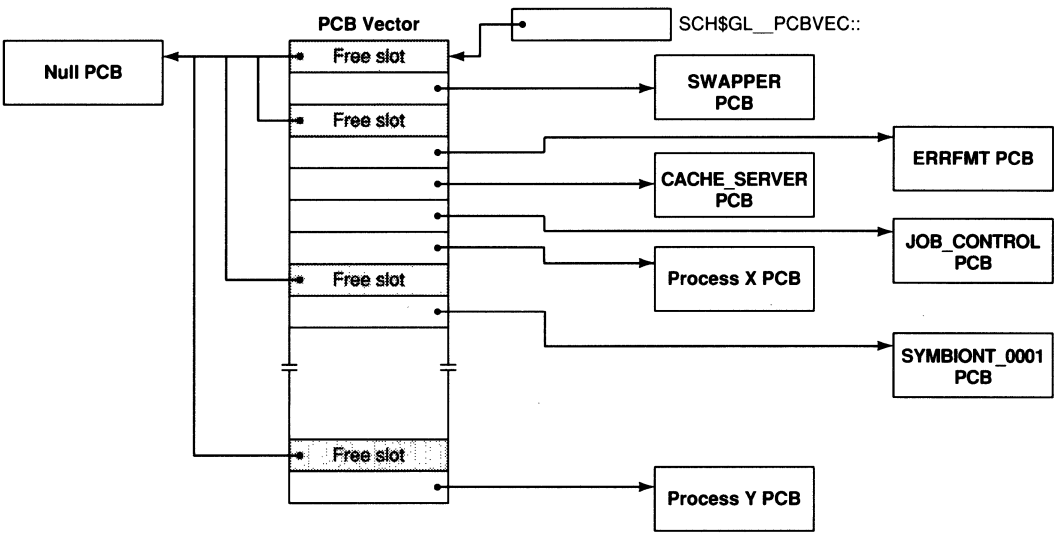 SCH$GL__PCBVEC::
PCB Vector
Null PCB
Free slot
SWAPPER
PCB
Free slot
ERRFMT PCB
CACHE_SERVER
PCB
JOB_CONTROL
PCB
Process X PCB
Free slot
SYMBIONT_0001
PCB
Free slot
Process Y PCB